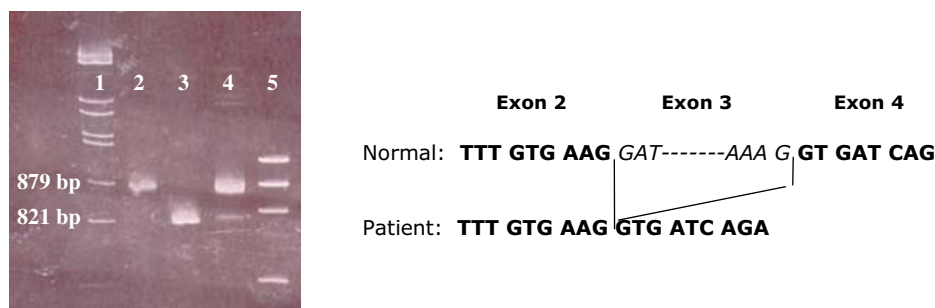 1 2 3 4 5
879 bp
821 bp
Exon 2 Exon 3 Exon 4
Normal: TTT GTG AAG GAT-------AAA G GT GAT CAG
Patient: TTT GTG AAG GTG ATC AGA